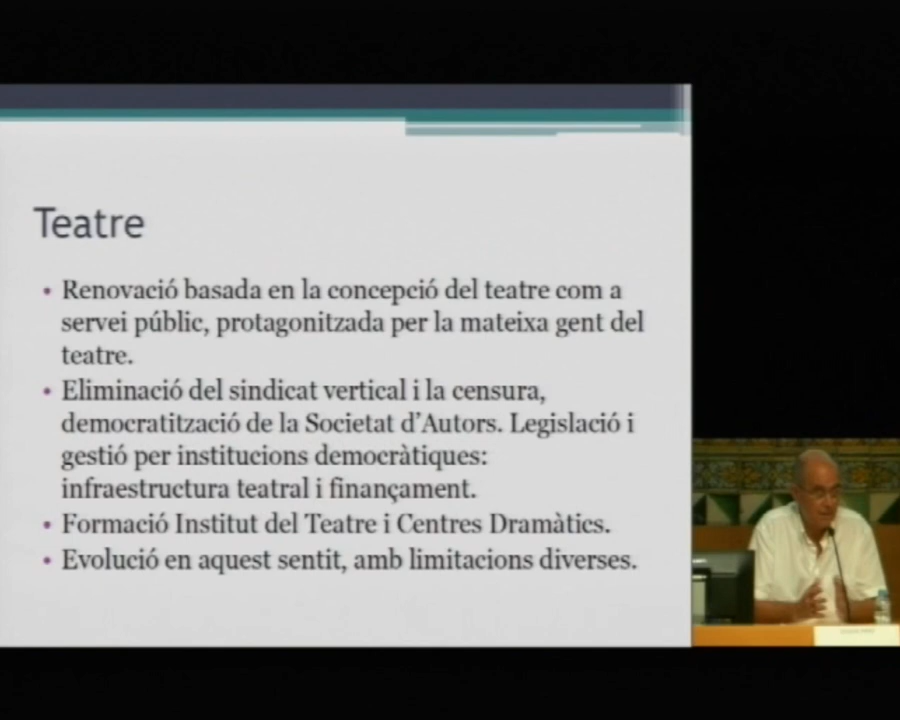 Teatre
• Renovació basada en la concepció del teatre com a
servei públic, protagonitzada per la mateixa gent del
teatre.
• Eliminació del sindicat vertical i la censura,
democratització de la Societat d'Autors. Legislació i
gestió per institucions democràtiques:
infraestructura teatral i finançament.
• Formació Institut del Teatre i Centres Dramàtics.
• Evolució en aquest sentit, amb limitacions diverses.